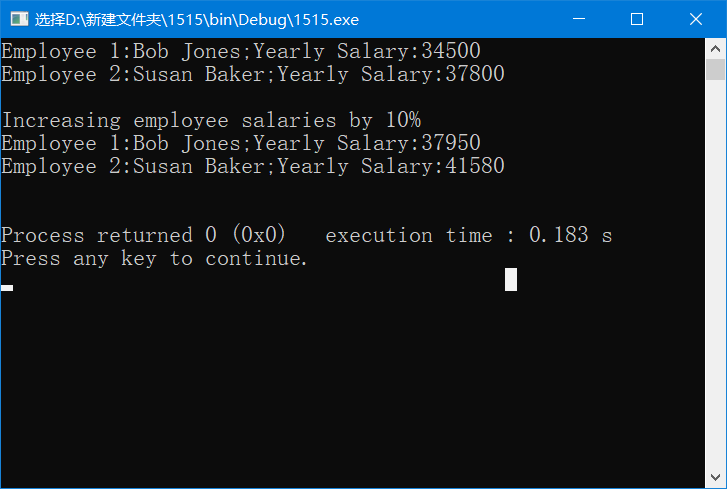 选择D:\新建文件夹\1515\bin\Debug\1515.exe
Employee 1:Bob Jones;Yearly Salary:34500
Employee 2:Susan Baker;Yearly Salary:37800
Increasing employee salaries by 10%
Employee 1:Bob Jones;Yearly Salary:37950
Employee 2:Susan Baker;Yearly Salary:41580
Process returned 0 (0x0)   execution time : 0.183 s
Press any key to continue.